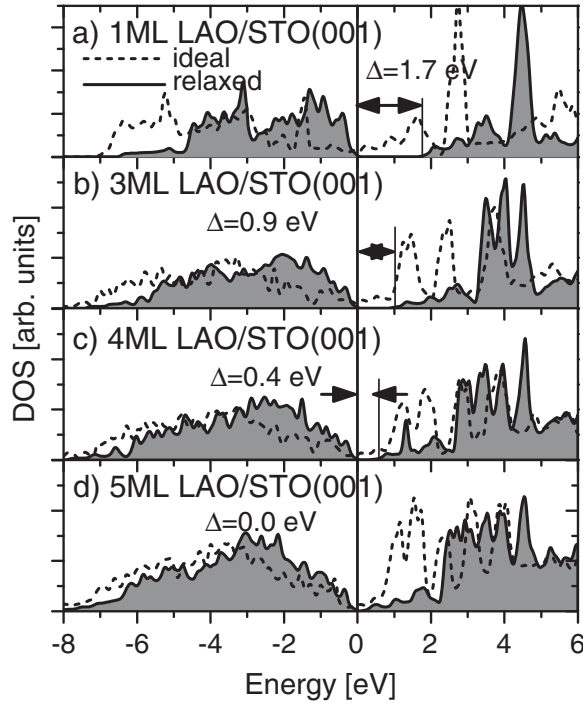 a) 1ML LAO/STO(001)
ideal
relaxed
Δ=1.7 eV
b) 3ML LAO/STO(001)
Δ=0.9 eV
c) 4ML LAO/STO(001)
Δ=0.4 eV
d) 5ML LAO/STO(001)
Δ=0.0 eV
DOS [arb. units]
-8 -6 -4 -2 0 2 4 6
Energy [eV]